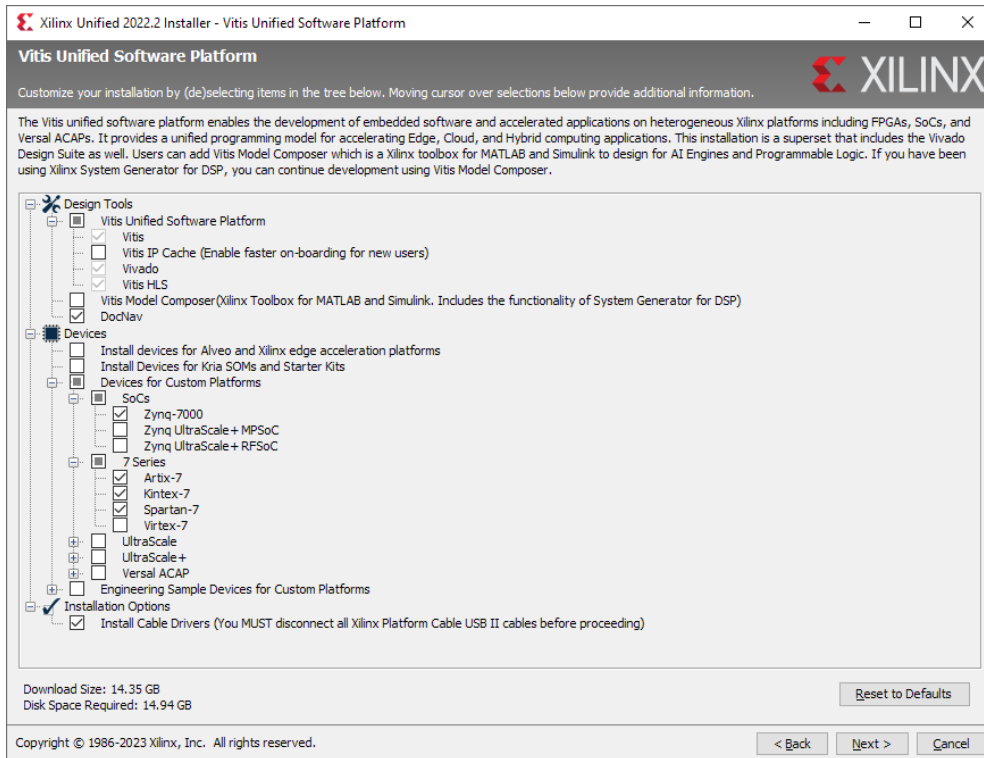 Xilinx Unified 2022.2 Installer - Vitis Unified Software Platform
Vitis Unified Software Platform
XILINX
Customize your installation by (de)selecting items in the tree below. Moving cursor over selections below provide additional information.
The Vitis unified software platform enables the development of embedded software and accelerated applications on heterogeneous Xilinx platforms including FPGAs, SoCs, and
Versal ACAPs. It provides a unified programming model for accelerating Edge, Cloud, and Hybrid computing applications. This installation is a superset that includes the Vivado
Design Suite as well. Users can add Vitis Model Composer which is a Xilinx toolbox for MATLAB and Simulink to design for AI Engines and Programmable Logic. If you have been
using Xilinx System Generator for DSP, you can continue development using Vitis Model Composer.
Design Tools
Vitis Unified Software Platform
Vitis
Vitis IP Cache (Enable faster on-boarding for new users)
Vivado
Vitis HLS
Vitis Model Composer(Xilinx Toolbox for MATLAB and Simulink. Includes the functionality of System Generator for DSP)
DocNav
Devices
Install devices for Alveo and Xilinx edge acceleration platforms
Install Devices for Kria SOMs and Starter Kits
Devices for Custom Platforms
SoCs
Zynq-7000
Zynq UltraScale+ MPSoC
Zynq UltraScale+ RFSoC
7 Series
Artix-7
Kintex-7
Spartan-7
Virtex-7
UltraScale
UltraScale+
Versal ACAP
Engineering Sample Devices for Custom Platforms
Installation Options
Install Cable Drivers (You MUST disconnect all Xilinx Platform Cable USB II cables before proceeding)
Download Size: 14.35 GB
Disk Space Required: 14.94 GB
Reset to Defaults
Copyright © 1986-2023 Xilinx, Inc. All rights reserved.
< Back
Next >
Cancel